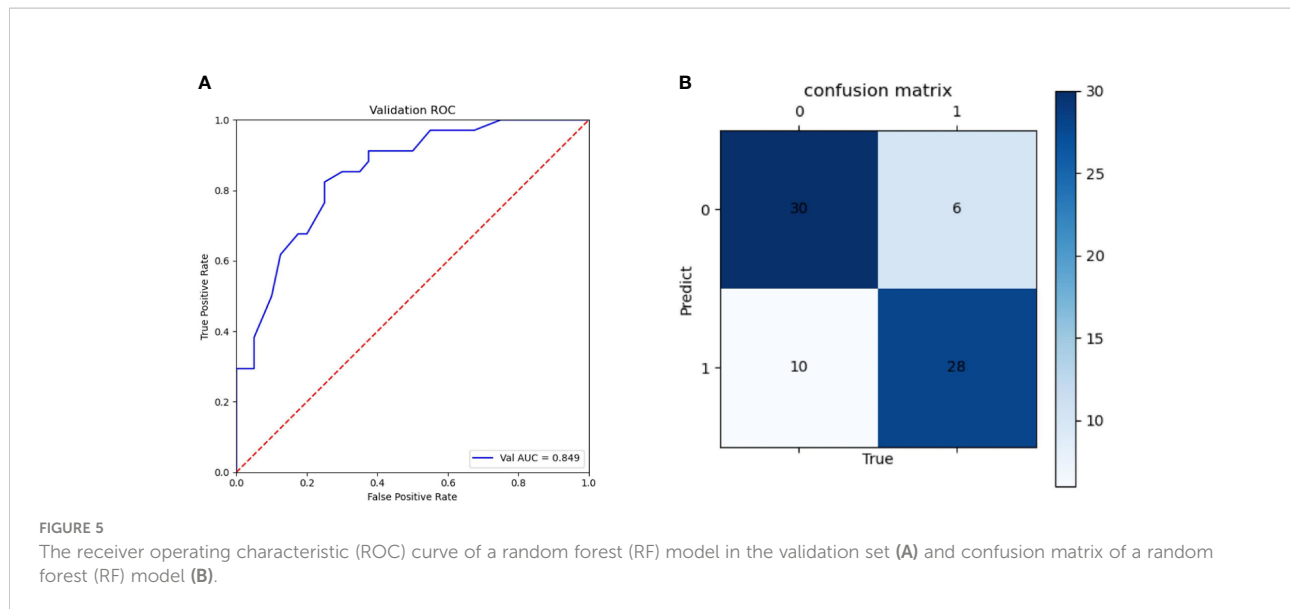 A
Validation ROC
1.0
0.8
0.6
0.4
0.2
0.0
True Positive Rate
Val AUC = 0.849
0.0 0.2 0.4 0.6 0.8 1.0
False Positive Rate
B
confusion matrix
0 1
0 30 6
Predict
1 10 28
True
30
25
20
15
10
FIGURE 5
The receiver operating characteristic (ROC) curve of a random forest (RF) model in the validation set (A) and confusion matrix of a random
forest (RF) model (B).